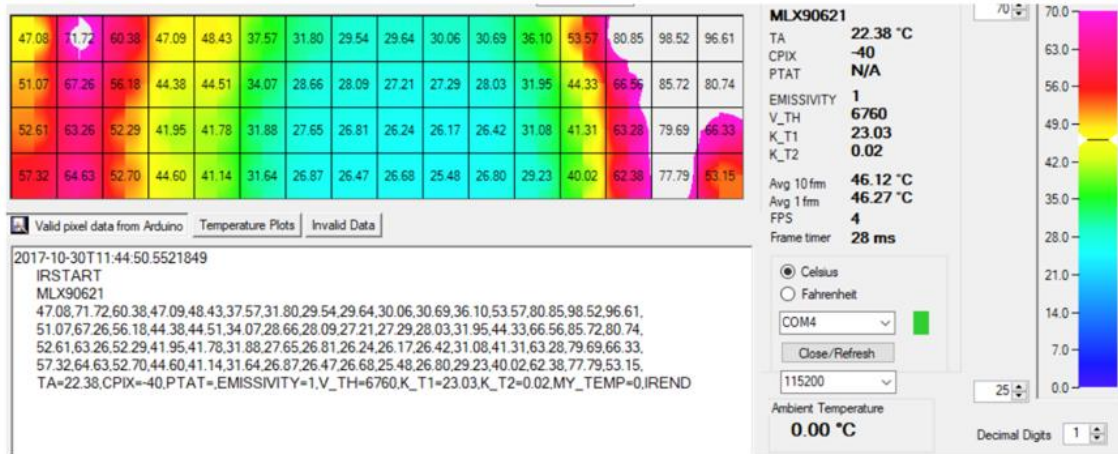 47.08 71.72 60.38 47.09 48.43 37.57 31.80 29.54 29.64 30.06 30.69 36.10 53.57 80.85 98.52 96.61
51.07 67.26 56.18 44.38 44.51 34.07 28.66 28.09 27.21 27.29 28.03 31.95 44.33 66.56 85.72 80.74
52.61 63.26 52.29 41.95 41.78 31.88 27.65 26.81 26.24 26.17 26.42 31.08 41.31 63.28 79.69 66.33
57.32 64.63 52.70 44.60 41.14 31.64 26.87 26.47 26.68 25.48 26.80 29.23 40.02 62.38 77.79 53.15
Valid pixel data from Arduino Temperature Plots Invalid Data
2017-10-30T11:44:50.5521849
IRSTART
MLX90621
47.08,71.72,60.38,47.09,48.43,37.57,31.80,29.54,29.64,30.06,30.69,36.10,53.57,80.85,98.52,96.61,
51.07,67.26,56.18,44.38,44.51,34.07,28.66,28.09,27.21,27.29,28.03,31.95,44.33,66.56,85.72,80.74,
52.61,63.26,52.29,41.95,41.78,31.88,27.65,26.81,26.24,26.17,26.42,31.08,41.31,63.28,79.69,66.33,
57.32,64.63,52.70,44.60,41.14,31.64,26.87,26.47,26.68,25.48,26.80,29.23,40.02,62.38,77.79,53.15,
TA=22.38,CPIX=-40,PTAT=,EMISSIVITY=1,V_TH=6760,K_T1=23.03,K_T2=0.02,MY_TEMP=0,IREND
MLX90621
TA 22.38 °C
CPIX -40
PTAT N/A
EMISSIVITY 1
V_TH 6760
K_T1 23.03
K_T2 0.02
Avg 10 frm 46.12 °C
Avg 1 frm 46.27 °C
FPS 4
Frame timer 28 ms
Celsius
Fahrenheit
COM4
Close/Refresh
115200
Ambient Temperature
0.00 °C
70
70.0
63.0
56.0
49.0
42.0
35.0
28.0
21.0
14.0
7.0
0.0
25
Decimal Digits 1